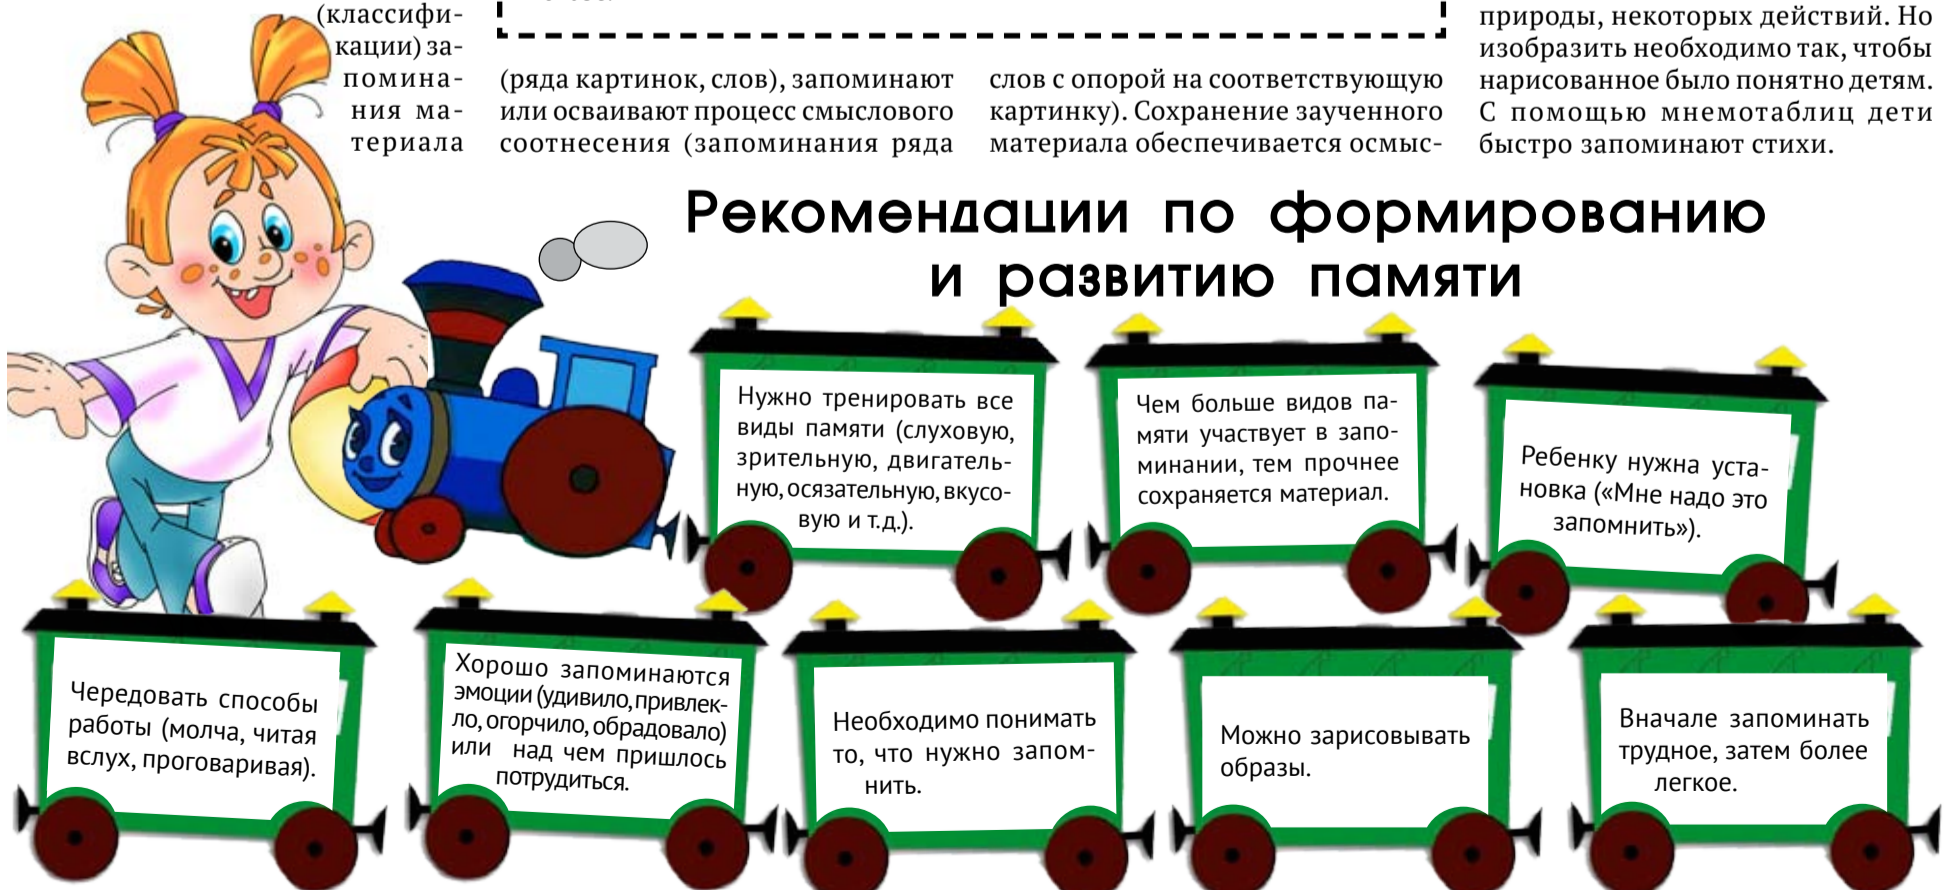 (классифи-
кации) за-
помина-
ния ма-
териала
(ряда картинок, слов), запоминают
или осваивают процесс смыслового
соотнесения (запоминания ряда
слов с опорой на соответствующую
картинку). Сохранение заученного
материала обеспечивается осмыс-
природы, некоторых действий. Но
изобразить необходимо так, чтобы
нарисованное было понятно детям.
С помощью мнемотаблиц дети
быстро запоминают стихи.
Рекомендации по формированию
и развитию памяти
Нужно тренировать все
виды памяти (слуховую,
зрительную, двигатель-
ную, осязательную, вкусо-
вую и т.д.).
Чем больше видов па-
мяти участвует в запо-
минании, тем прочнее
сохраняется материал.
Ребенку нужна уста-
новка («Мне надо это
запомнить»).
Чередовать способы
работы (молча, читая
вслух, проговаривая).
Хорошо запоминаются
эмоции (удивило, привлек-
ло, огорчило, обрадовало)
или над чем пришлось
потрудиться.
Необходимо понимать
то, что нужно запом-
нить.
Можно зарисовывать
образы.
Вначале запоминать
трудное, затем более
легкое.